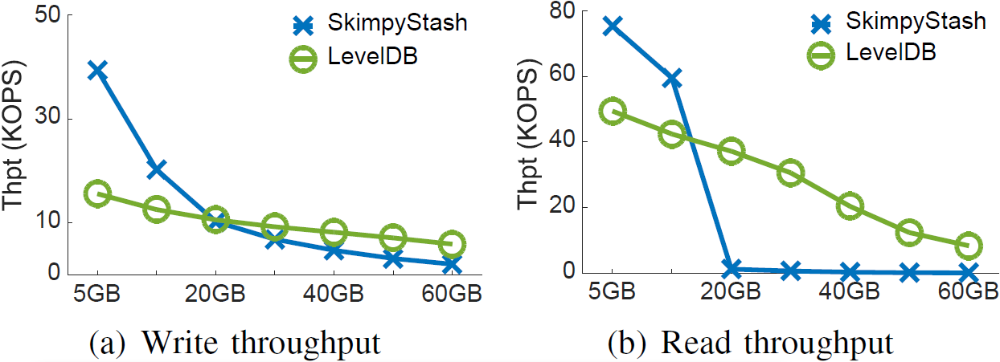 50
30
10
0
Thpt (KOPS)
SkimpyStash
LevelDB
5GB 20GB 40GB 60GB
(a) Write throughput
80
60
40
20
0
Thpt (KOPS)
SkimpyStash
LevelDB
5GB 20GB 40GB 60GB
(b) Read throughput